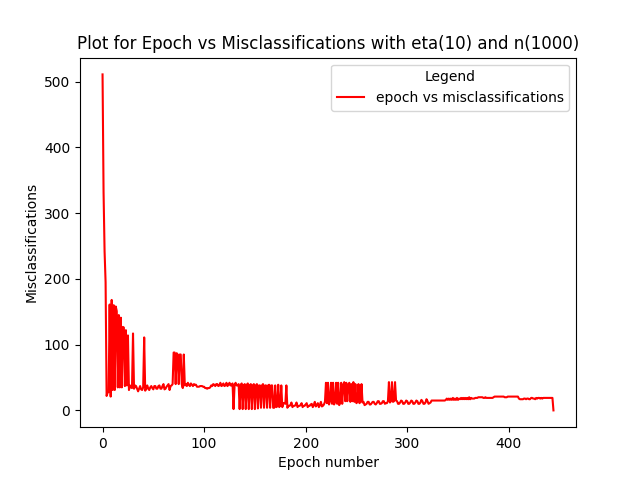 Plot for Epoch vs Misclassifications with eta(10) and n(1000)
Legend
epoch vs misclassifications
Misclassifications
500
400
300
200
100
0
0 100 200 300 400
Epoch number